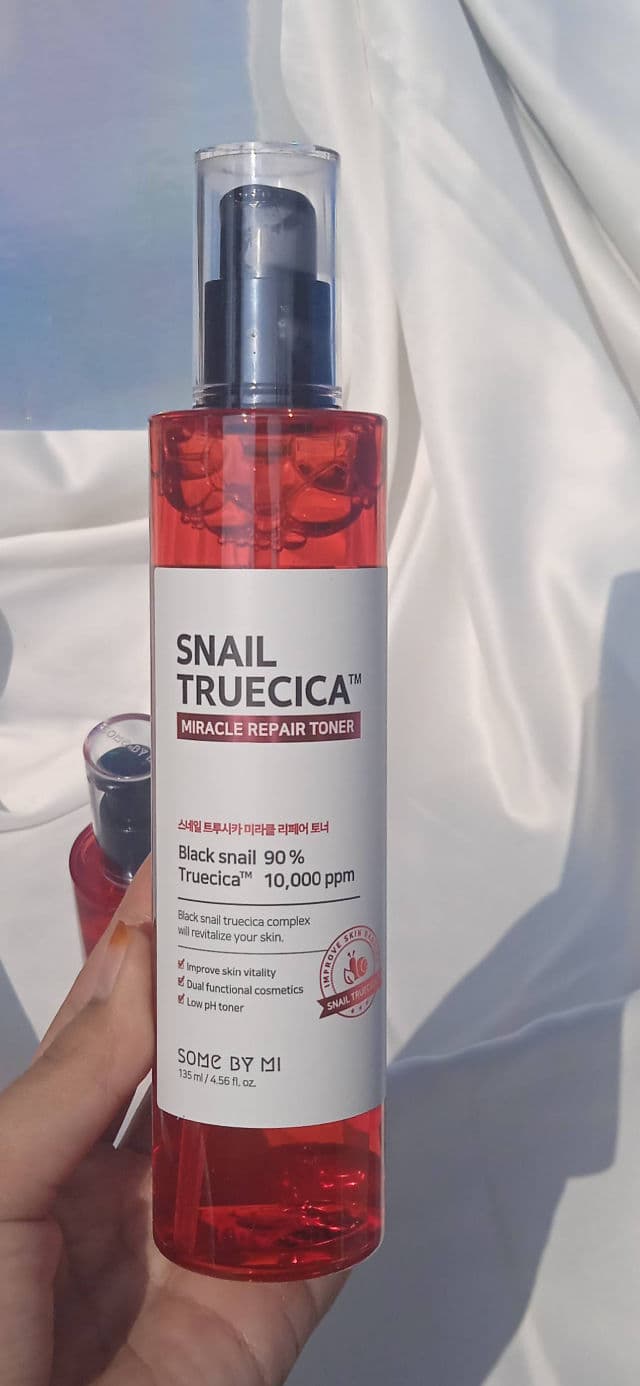 SNAIL
TRUECICA™
MIRACLE REPAIR TONER
스네일 트루시카 미라클 리페어 토너
Black snail 90 %
Truecica™ 10,000 ppm
Black snail truecica complex
will revitalize your skin.
Improve skin vitality
Dual functional cosmetics
Low pH toner
IMPROVE SKIN
SNAIL
SOME BY MI
135 ml / 4.56 fl. oz.